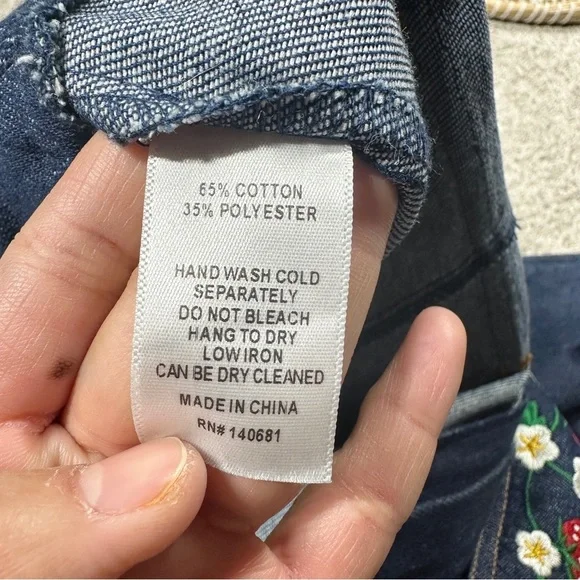 65% COTTON
35% POLYESTER
HAND WASH COLD
SEPARATELY
DO NOT BLEACH
HANG TO DRY
LOW IRON
CAN BE DRY CLEANED
MADE IN CHINA
RN# 140681